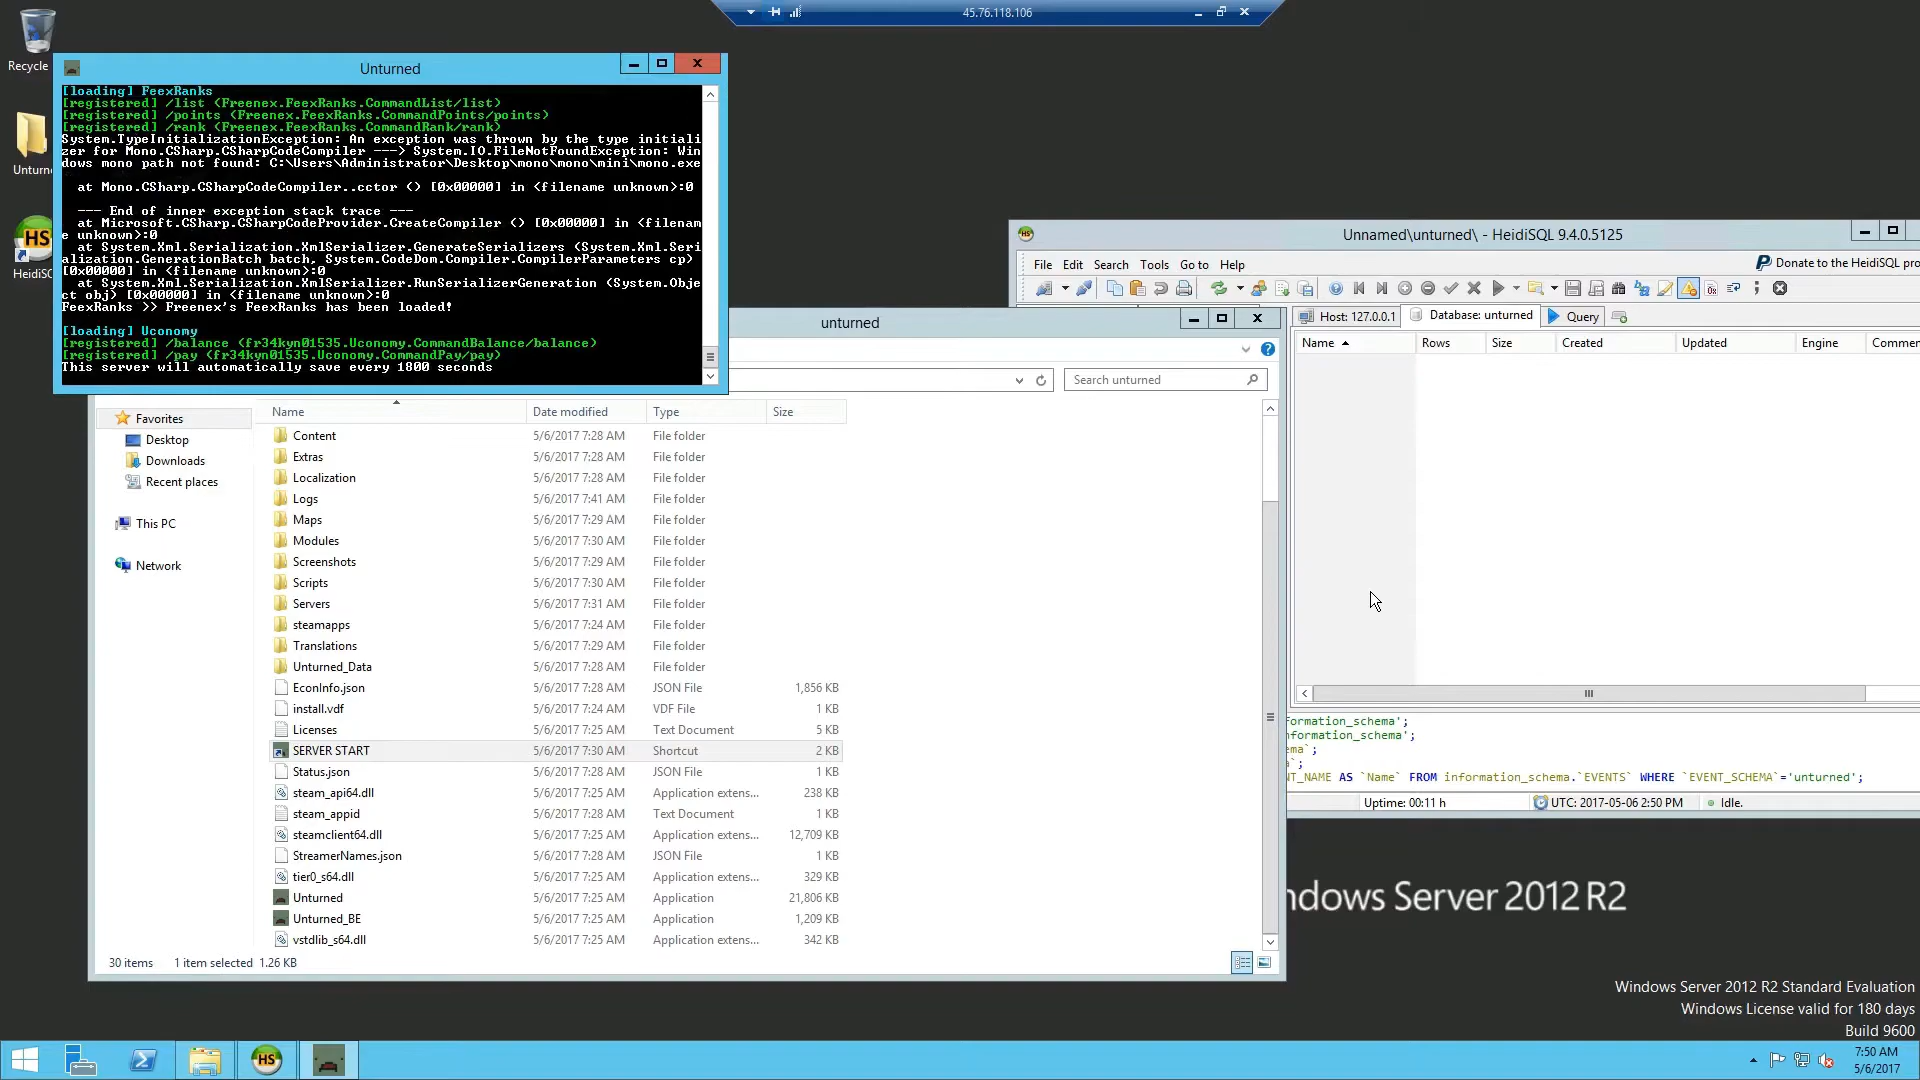 45.76.118.106
Recycle
Unturn
HeidiS
Unturned
[loading] FeexRanks
[registered] /list (Freenex.FeexRanks.CommandList/list)
[registered] /points (Freenex.FeexRanks.CommandPoints/points)
[registered] /rank (Freenex.FeexRanks.CommandRank/rank)
System.TypeInitializationException: An exception was thrown by the type initiali
zer for Mono.CSharp.CSharpCodeCompiler ---> System.IO.FileNotFoundException: Win
dows mono path not found: C:\Users\Administrator\Desktop\mono\mono\mini\mono.exe
at Mono.CSharp.CSharpCodeCompiler..cctor () [0x00000] in <filename unknown>:0
--- End of inner exception stack trace ---
at Microsoft.CSharp.CSharpCodeProvider.CreateCompiler () [0x00000] in <filenam
e unknown>:0
at System.Xml.Serialization.XmlSerializer.GenerateSerializers (System.Xml.Seri
alization.GenerationBatch batch, System.CodeDom.Compiler.CompilerParameters cp)
[0x00000] in <filename unknown>:0
at System.Xml.Serialization.XmlSerializer.RunSerializerGeneration (System.Obje
ct obj) [0x00000] in <filename unknown>:0
FeexRanks >> Freenex's FeexRanks has been loaded!
[loading] Uconomy
[registered] /balance (fr34kyn01535.Uconomy.CommandBalance/balance)
[registered] /pay (fr34kyn01535.Uconomy.CommandPay/pay)
This server will automatically save every 1800 seconds
unturned
Search unturned
Favorites
Desktop
Downloads
Recent places
This PC
Network
Name Date modified Type Size
Content 5/6/2017 7:28 AM File folder
Extras 5/6/2017 7:28 AM File folder
Localization 5/6/2017 7:28 AM File folder
Logs 5/6/2017 7:41 AM File folder
Maps 5/6/2017 7:29 AM File folder
Modules 5/6/2017 7:30 AM File folder
Screenshots 5/6/2017 7:29 AM File folder
Scripts 5/6/2017 7:30 AM File folder
Servers 5/6/2017 7:31 AM File folder
steamapps 5/6/2017 7:24 AM File folder
Translations 5/6/2017 7:30 AM File folder
Unturned_Data 5/6/2017 7:28 AM File folder
EconInfo.json 5/6/2017 7:28 AM JSON File 1,856 KB
install.vdf 5/6/2017 7:24 AM VDF File 1 KB
Licenses 5/6/2017 7:25 AM Text Document 5 KB
SERVER START 5/6/2017 7:30 AM Shortcut 2 KB
Status.json 5/6/2017 7:28 AM JSON File 1 KB
steam_api64.dll 5/6/2017 7:25 AM Application extens... 238 KB
steam_appid 5/6/2017 7:25 AM Text Document 1 KB
steamclient64.dll 5/6/2017 7:25 AM Application extens... 12,709 KB
StreamerNames.json 5/6/2017 7:28 AM JSON File 1 KB
tier0_s64.dll 5/6/2017 7:25 AM Application extens... 329 KB
Unturned 5/6/2017 7:25 AM Application 21,806 KB
Unturned_BE 5/6/2017 7:25 AM Application 1,209 KB
vstdlib_s64.dll 5/6/2017 7:25 AM Application extens... 342 KB
30 items 1 item selected 1.26 KB
Unnamed\unturned\ - HeidiSQL 9.4.0.5125
File Edit Search Tools Go to Help
Donate to the HeidiSQL pro
Host: 127.0.0.1 Database: unturned Query
Name Rows Size Created Updated Engine Commen
formation_schema';
nformation_schema';
ema`;
a`;
NT_NAME AS `Name` FROM information_schema.`EVENTS` WHERE `EVENT_SCHEMA`='unturned';
Uptime: 00:11 h UTC: 2017-05-06 2:50 PM Idle.
ndows Server 2012 R2
Windows Server 2012 R2 Standard Evaluation
Windows License valid for 180 days
Build 9600
7:50 AM
5/6/2017